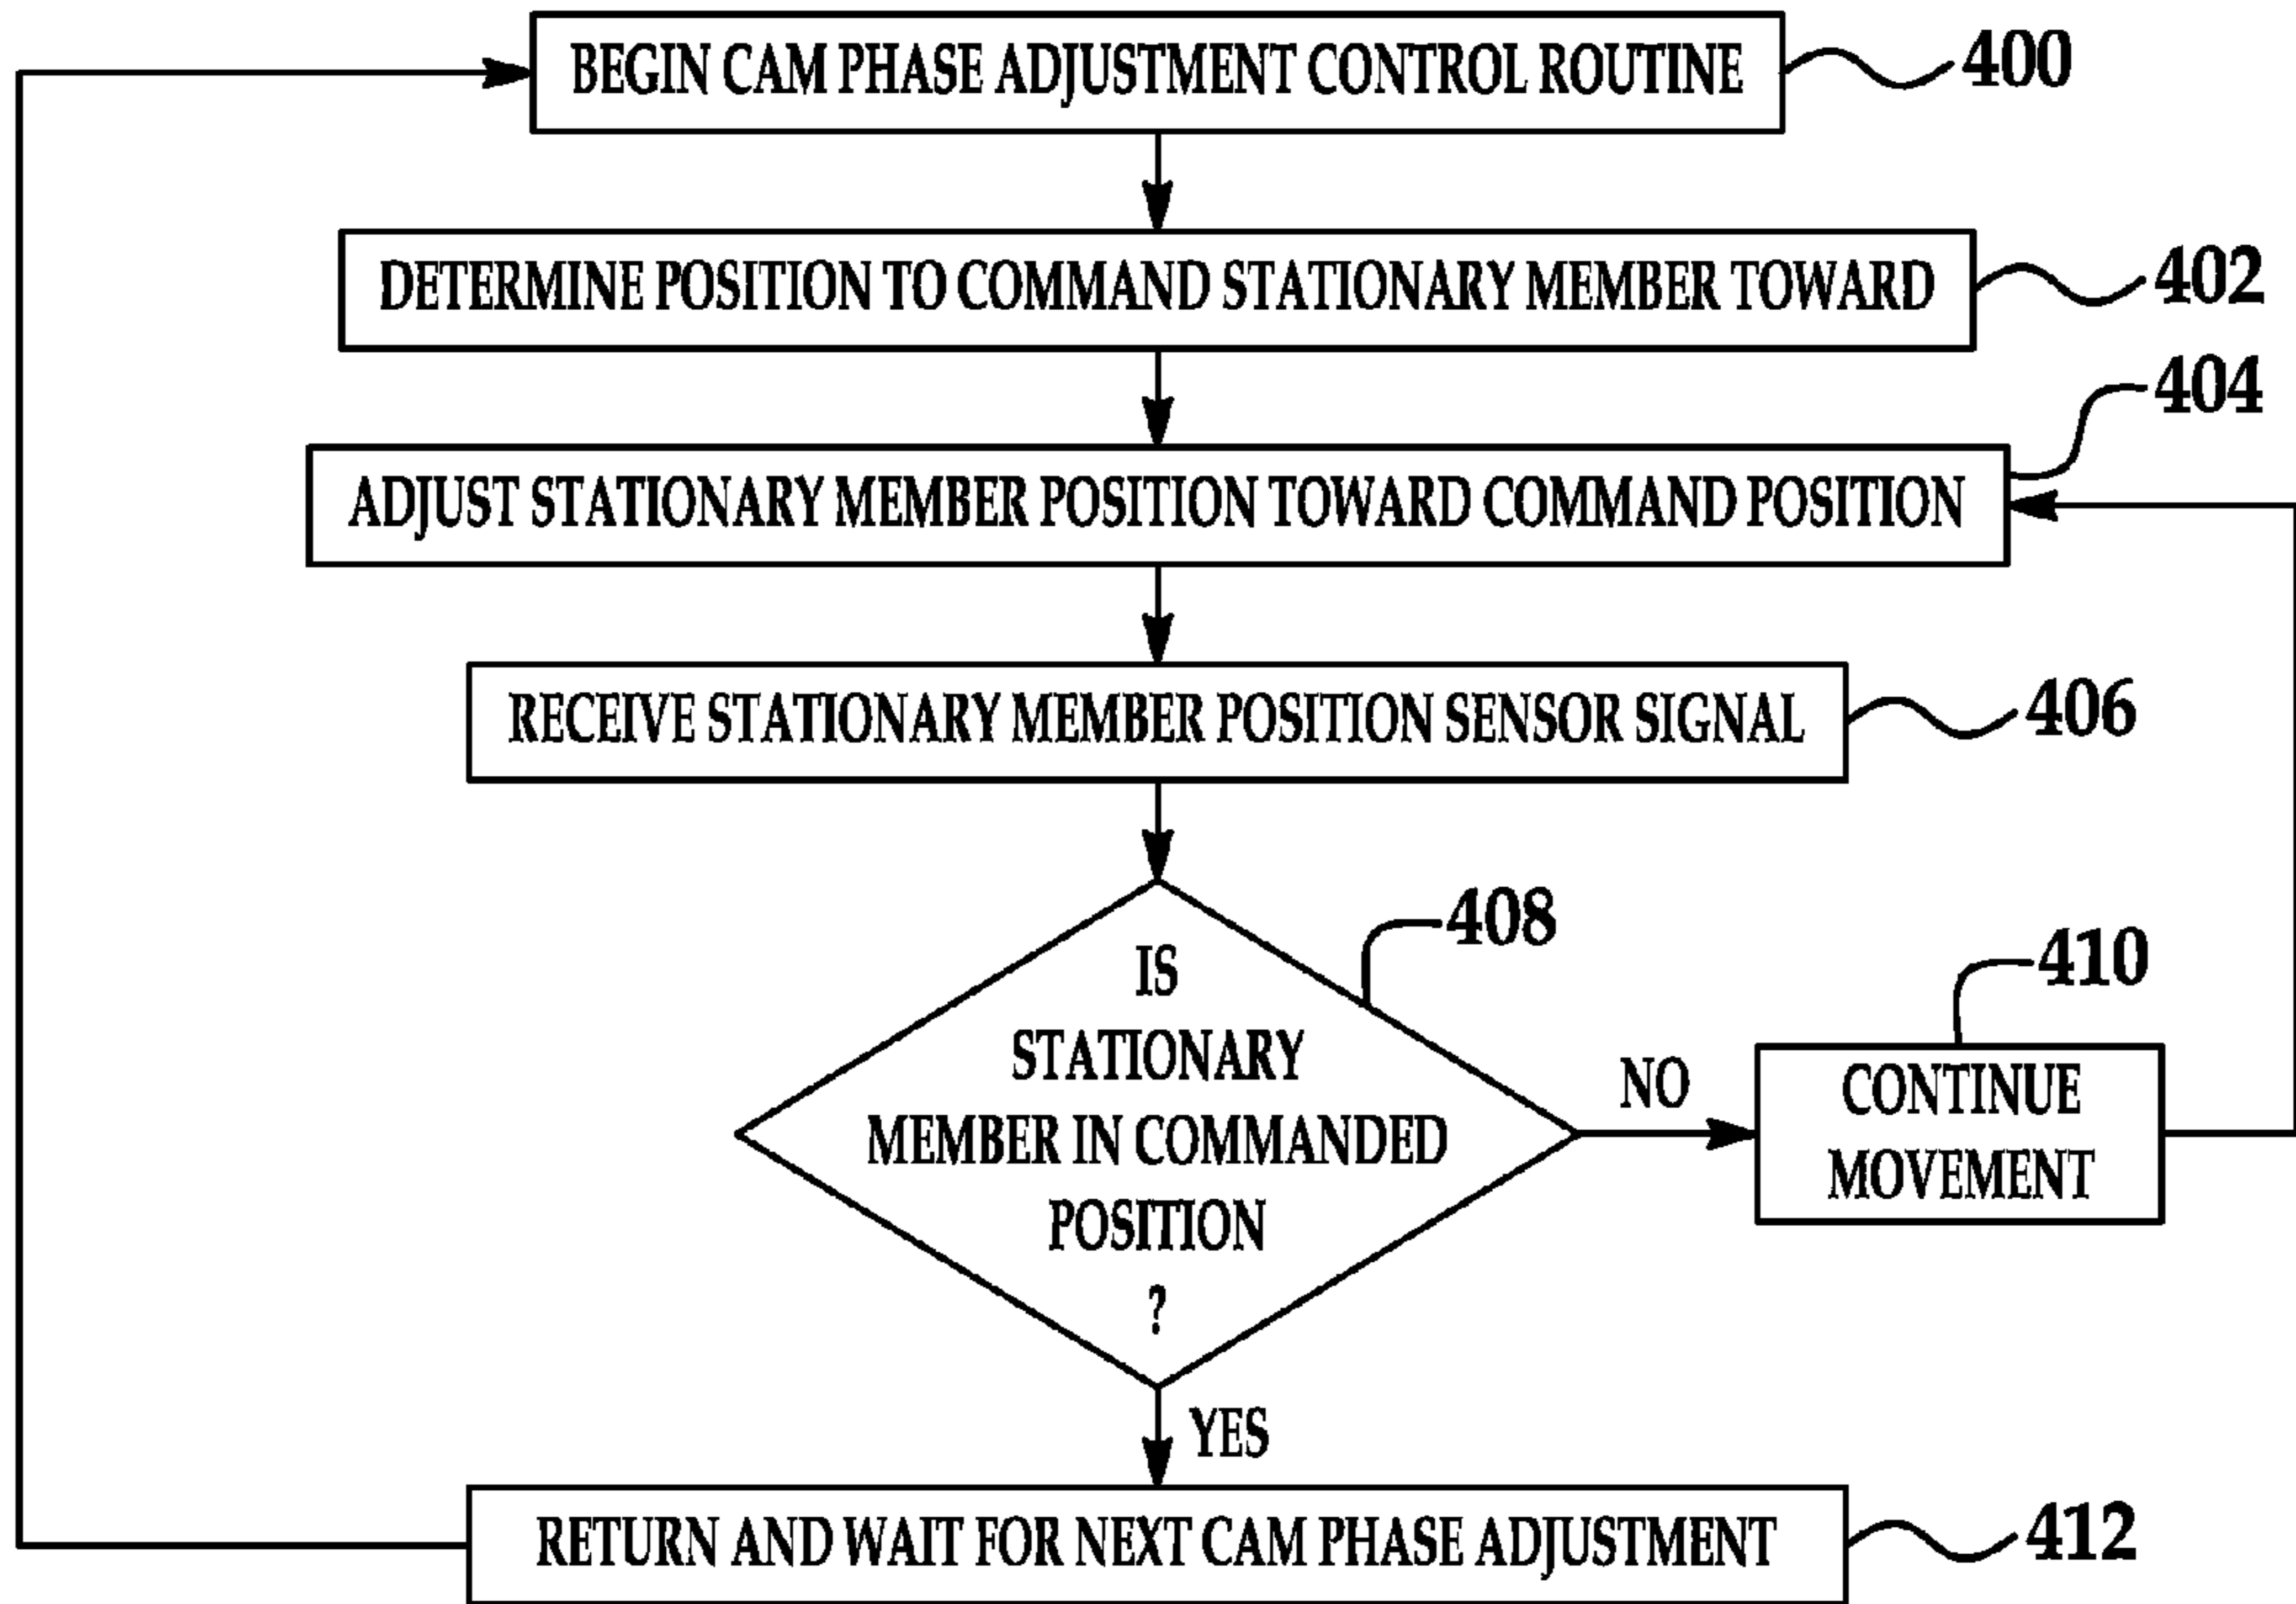 BEGIN CAM PHASE ADJUSTMENT CONTROL ROUTINE
400
DETERMINE POSITION TO COMMAND STATIONARY MEMBER TOWARD
402
404
ADJUST STATIONARY MEMBER POSITION TOWARD COMMAND POSITION
RECEIVE STATIONARY MEMBER POSITION SENSOR SIGNAL
406
408
IS
STATIONARY
MEMBER IN COMMANDED
POSITION
?
NO
410
CONTINUE
MOVEMENT
YES
RETURN AND WAIT FOR NEXT CAM PHASE ADJUSTMENT
412